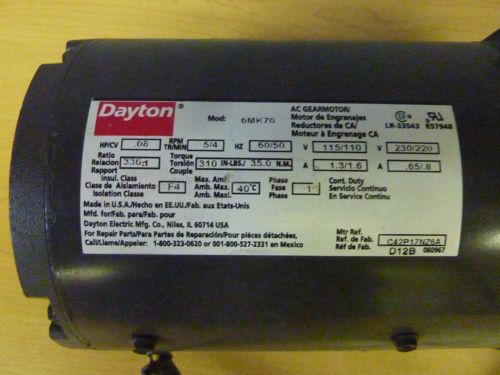 Dayton®
Mod: 6MK70
AC GEARMOTOR/
Motor de Engranajes
Reductores de CA/
Moteur à Engrenage CA
LR-33543 E57948
HP/CV .08 RPM TR/MIN 5/4 HZ 60/50 V 115/110 V 230/220
Ratio
Relacion 336:1
Rapport
Torque
Torsión 310 IN-LBS./ 35.0 N.M.
Couple
A 1.3/1.6 A .65/.8
Insul. Class
Clase de Aislamiento F4
Isolation Classe
Max. Am
Amb. Max. 40°C
Amb. Maxi.
Phase
Fase 1
Phase
Cont. Duty
Servicio Continuo
En Service Continu
Made in U.S.A./Hecho en EE.UU./Fab. aux Etats-Unis
Mfd. for/Fab. para/Fab. pour
Dayton Electric Mfg. Co., Niles, IL 60714 USA
For Repair Parts/Para Partes de Reparación/Pour pièces détachées,
Call/Llame/Appeler: 1-800-323-0620 or 001-800-527-2331 en Mexico
Mtr Ref.
Ref. de Fab. C42P17NZ6A
Réf de Fab. D12B 080967